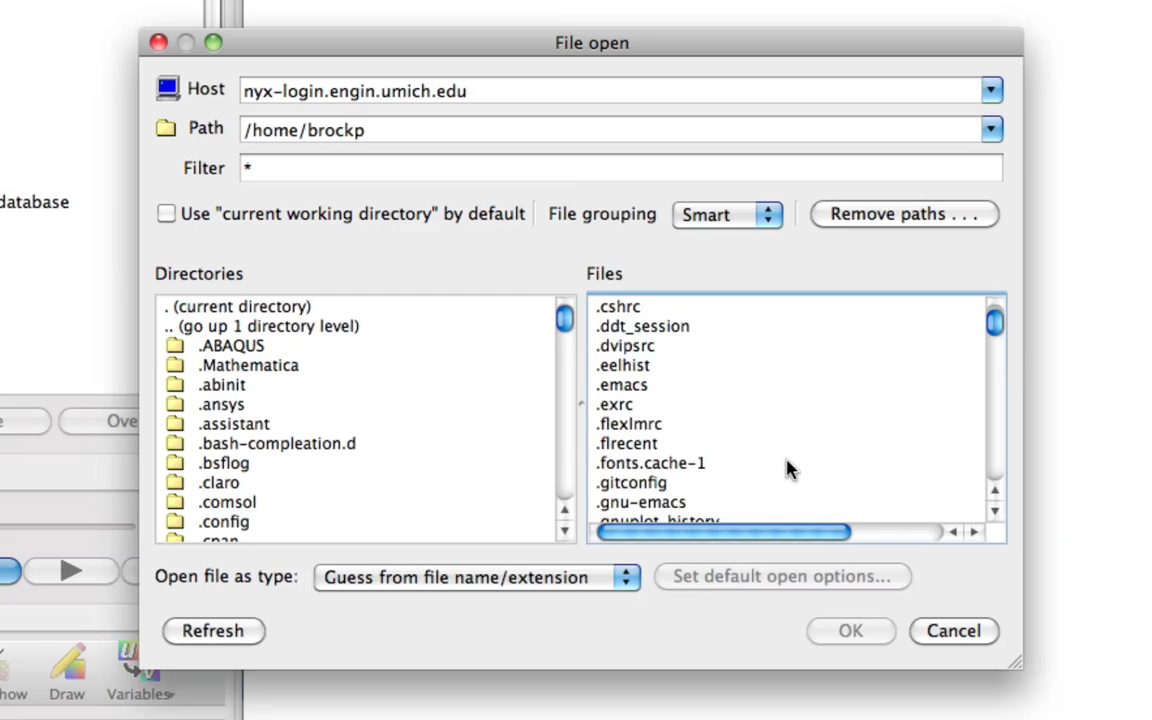 File open
Host nyx-login.engin.umich.edu
Path /home/brockp
Filter *
database
Use "current working directory" by default File grouping Smart Remove paths . . .
Directories Files
. (current directory) .cshrc
.. (go up 1 directory level) .ddt_session
.ABAQUS .dvipsrc
.Mathematica .eelhist
.abinit .emacs
.ansys .exrc
.assistant .flexlmrc
.bash-compleation.d .flrecent
.bsflog .fonts.cache-1
.claro .gitconfig
.comsol .gnu-emacs
.config .gnuplot_history
.cpan
Open file as type: Guess from file name/extension Set default open options...
Refresh OK Cancel
Draw Variables